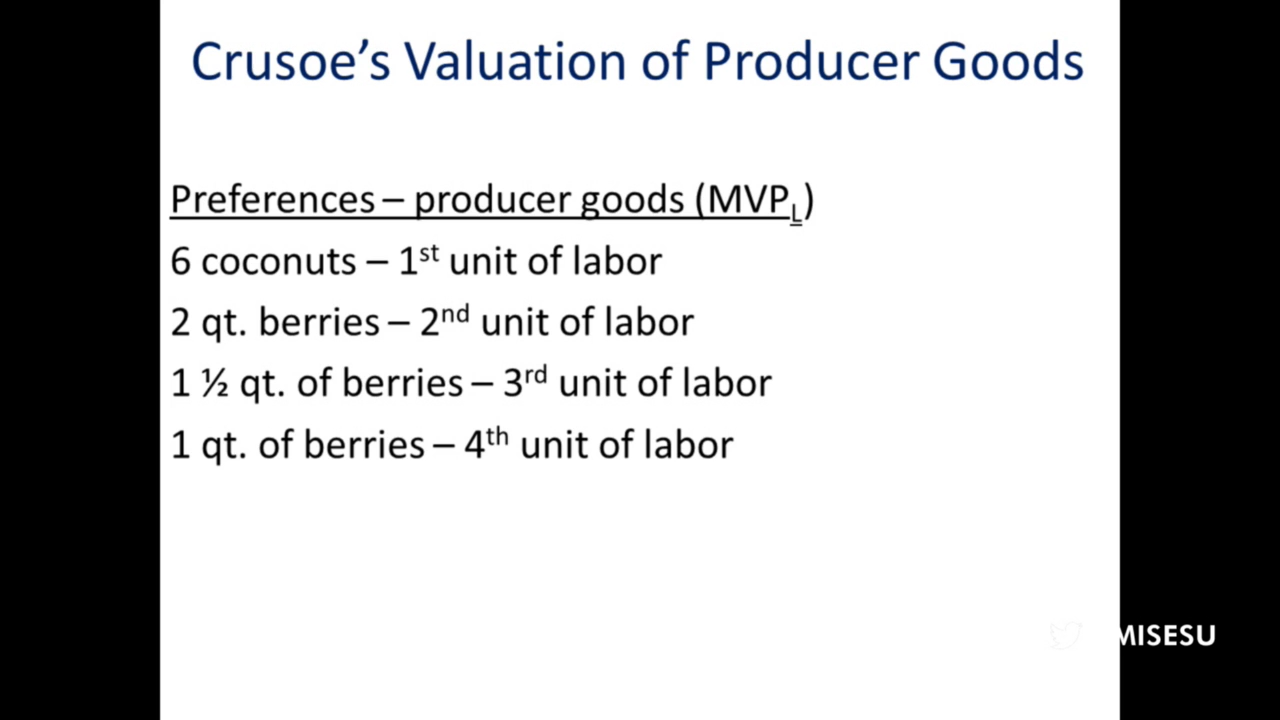 Crusoe's Valuation of Producer Goods
Preferences – producer goods (MVP_L)
6 coconuts – 1st unit of labor
2 qt. berries – 2nd unit of labor
1 ½ qt. of berries – 3rd unit of labor
1 qt. of berries – 4th unit of labor
MISESU